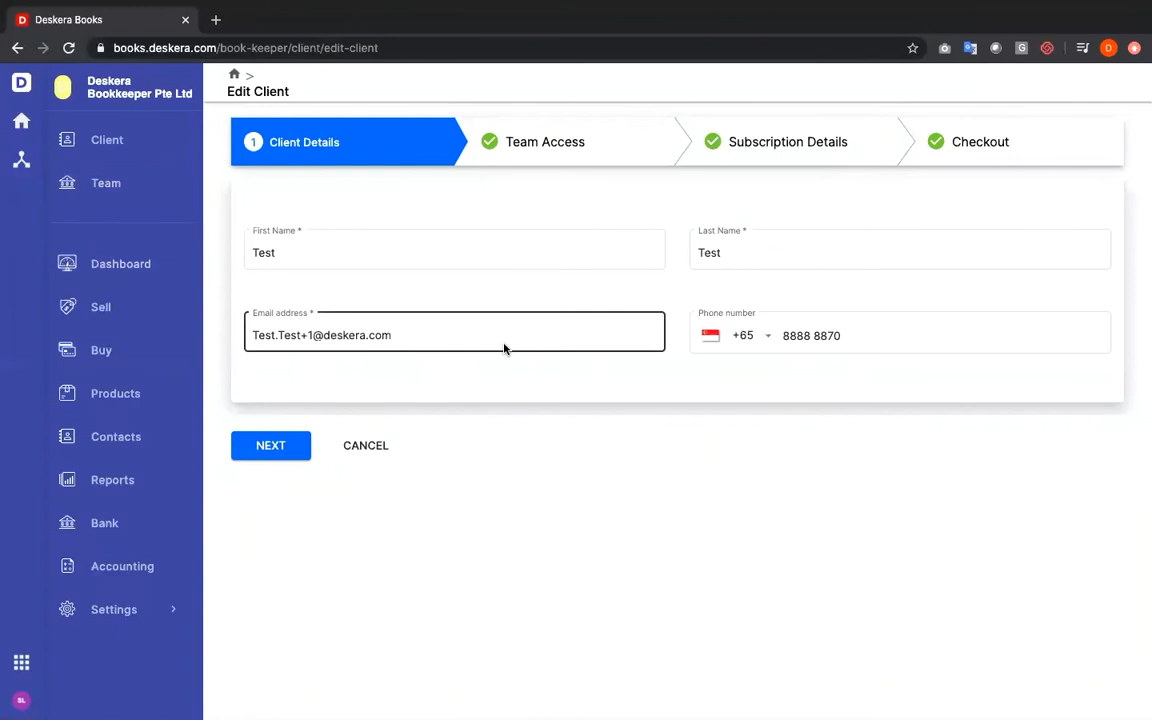 Deskera Books
books.deskera.com/book-keeper/client/edit-client
G
D
D
Deskera
Bookkeeper Pte Ltd
Client
Team
Dashboard
Sell
Buy
Products
Contacts
Reports
Bank
Accounting
Settings
SL
>
Edit Client
1 Client Details
Team Access
Subscription Details
Checkout
First Name *
Test
Last Name *
Test
Email address *
Test.Test+1@deskera.com
Phone number
+65 8888 8870
NEXT
CANCEL